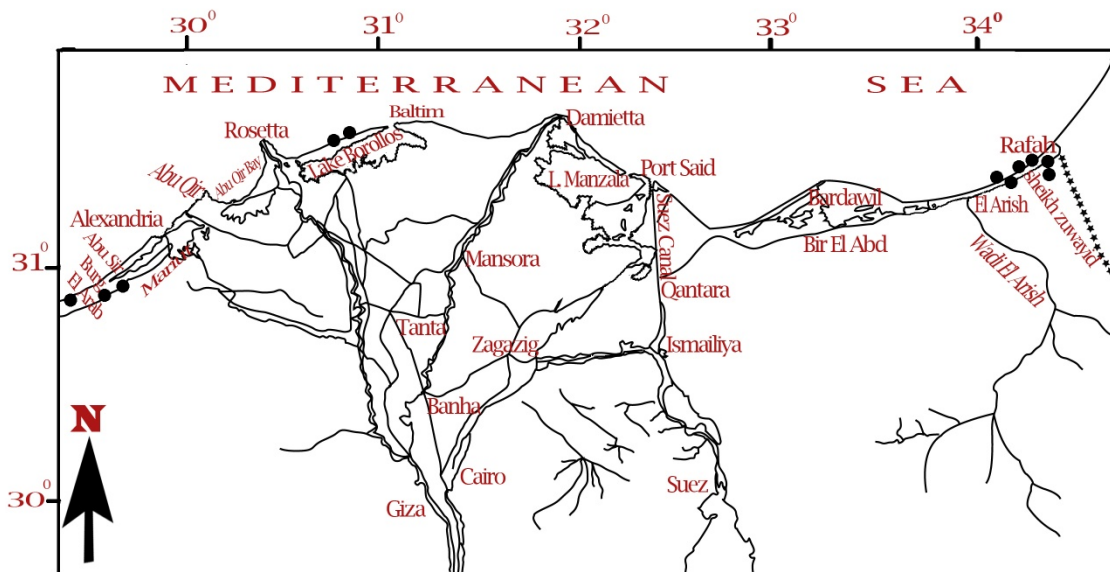 30⁰ 31⁰ 32⁰ 33⁰ 34⁰
MEDITERRANEAN SEA
Baltim
Damietta
Rosetta
Lake Borollos
Rafah
Abu Qir Bay
Abu Qir
Port Said
L. Manzala
sheikh zuwayid
Bardawil
El Arish
Alexandria
Suez Canal
Bir El Abd
Abu Sir
Mariut
Mansora
Wadi El Arish
31⁰
Burg
El Arab
Qantara
Tanta
Zagazig
Ismailiya
Banha
N
Cairo
Suez
30⁰
Giza